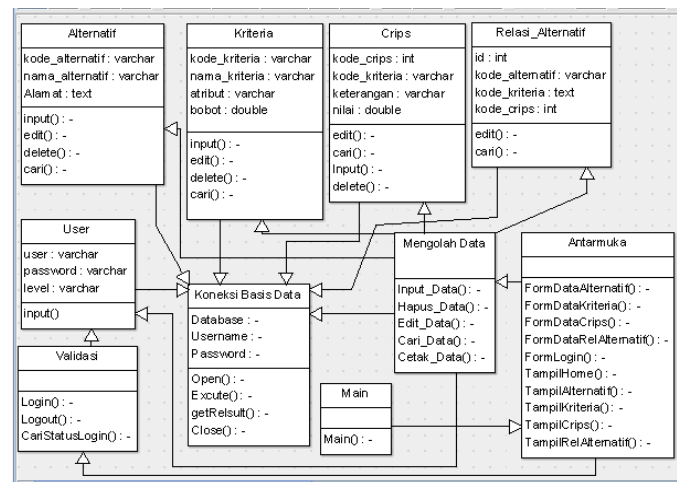 Alternatif
kode_alternatif : varchar
nama_alternatif : varchar
Alamat : text
input() : -
edit() : -
delete() : -
cari() : -
Kriteria
kode_kriteria : varchar
nama_kriteria : varchar
atribut : varchar
bobot : double
input() : -
edit() : -
delete() : -
cari() : -
Crips
kode_crips : int
kode_kriteria : varchar
keterangan : varchar
nilai : double
edit() : -
cari() : -
Input() : -
delete() : -
Relasi_Alternatif
id : int
kode_alternatif : varchar
kode_kriteria : text
kode_crips : int
edit() : -
cari() : -
User
user : varchar
password : varchar
level : varchar
input()
Koneksi Basis Data
Database : -
Username : -
Password : -
Open() : -
Excute() : -
getRelsult() : -
Close() : -
Mengolah Data
Input_Data() : -
Hapus_Data() : -
Edit_Data() : -
Cari_Data() : -
Cetak_Data() : -
Antarmuka
FormDataAlternatif() : -
FormDataKriteria() : -
FormDataCrips() : -
FormDataRelAlternatif() : -
FormLogin() : -
TampilHome() : -
TampilAlternatif() : -
TampilKriteria() : -
TampilCrips() : -
TampilRelAlternatif() : -
Validasi
Login() : -
Logout() : -
CariStatusLogin() : -
Main
Main() : -